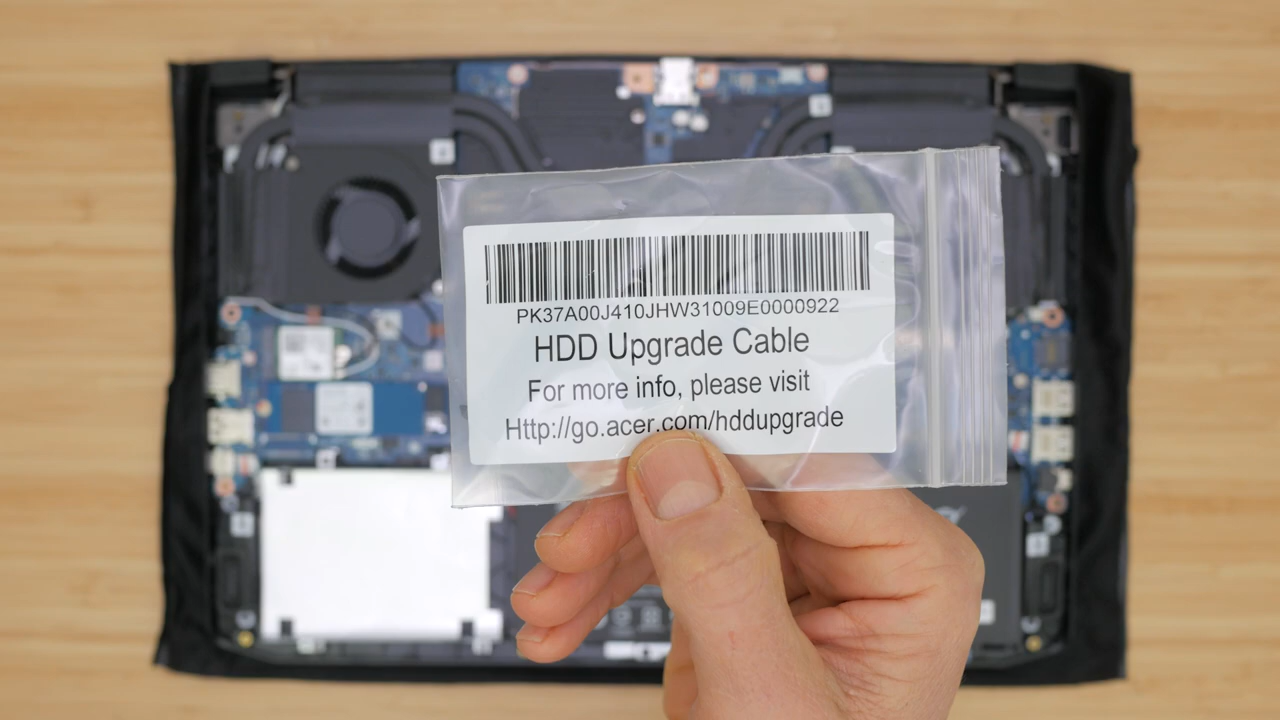 PK37A00J410JHW31009E0000922
HDD Upgrade Cable
For more info, please visit
Http://go.acer.com/hddupgrade